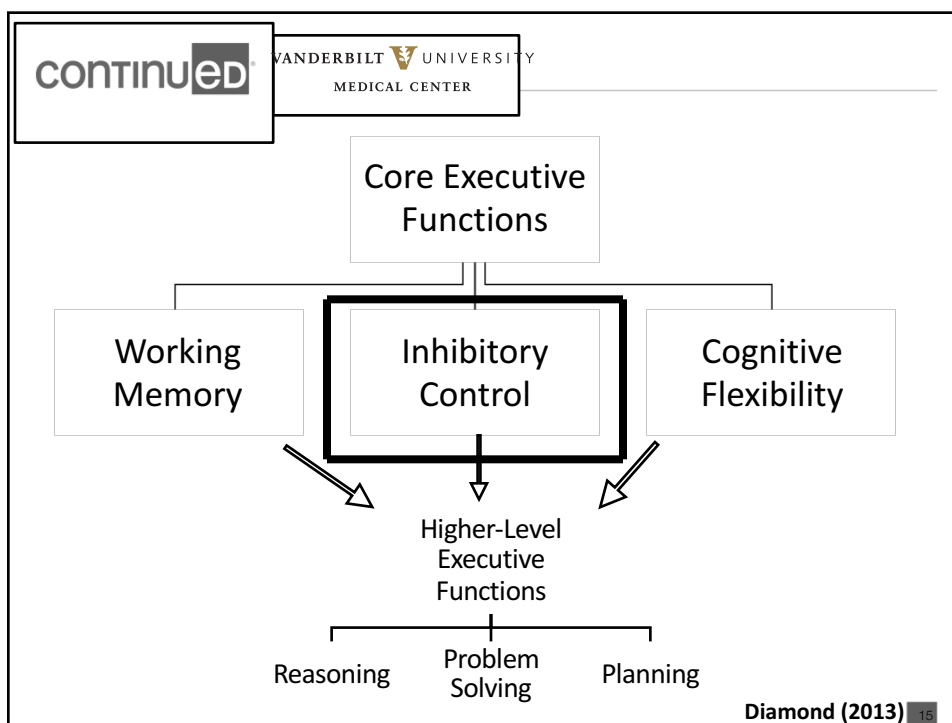 CONTINUED®
VANDERBILT UNIVERSITY
MEDICAL CENTER
Core Executive
Functions
Working
Memory
Inhibitory
Control
Cognitive
Flexibility
Higher-Level
Executive
Functions
Reasoning
Problem
Solving
Planning
Diamond (2013)
15